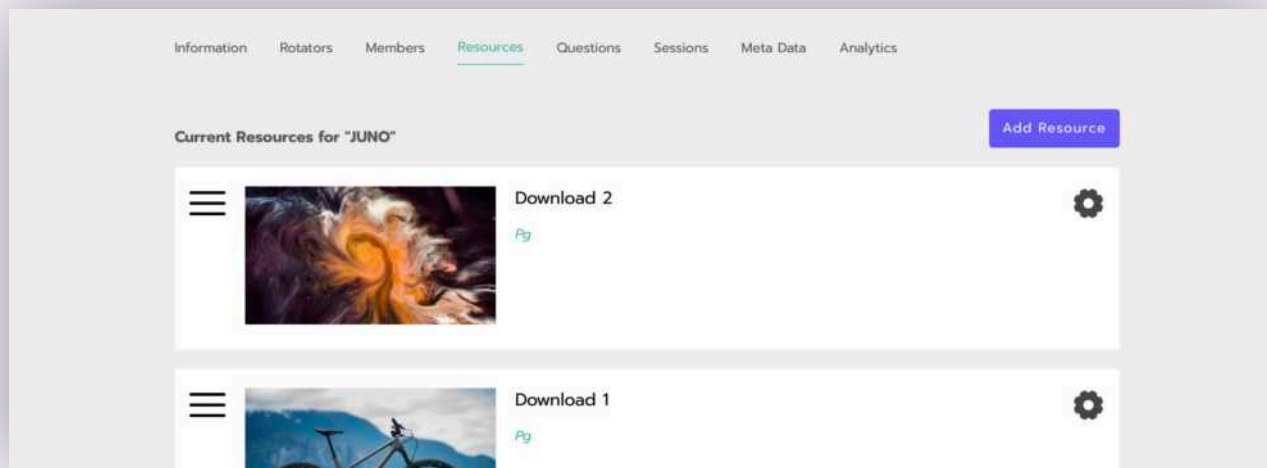 Information Rotators Members Resources Questions Sessions Meta Data Analytics
Current Resources for "JUNO"
Add Resource
Download 2
Pg
Download 1
Pg